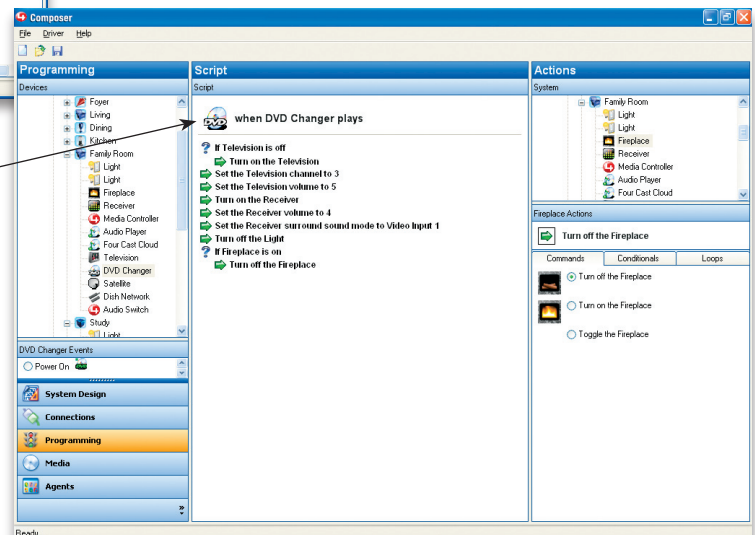 Composer
File Driver Help
Programming
Devices
Foyer
Living
Dining
Kitchen
Family Room
Light
Light
Fireplace
Receiver
Media Controller
Audio Player
Four Cast Cloud
Television
DVD Changer
Satellite
Dish Network
Audio Switch
Study
Light
DVD Changer Events
Power On
System Design
Connections
Programming
Media
Agents
»
Ready
Script
Script
DVD
when DVD Changer plays
? If Television is off
Turn on the Television
Set the Television channel to 3
Set the Television volume to 5
Turn on the Receiver
Set the Receiver volume to 4
Set the Receiver surround sound mode to Video Input 1
Turn off the Light
? If Fireplace is on
Turn off the Fireplace
Actions
System
Family Room
Light
Light
Fireplace
Receiver
Media Controller
Audio Player
Four Cast Cloud
Fireplace Actions
Turn off the Fireplace
Commands Conditionals Loops
Turn off the Fireplace
Turn on the Fireplace
Toggle the Fireplace